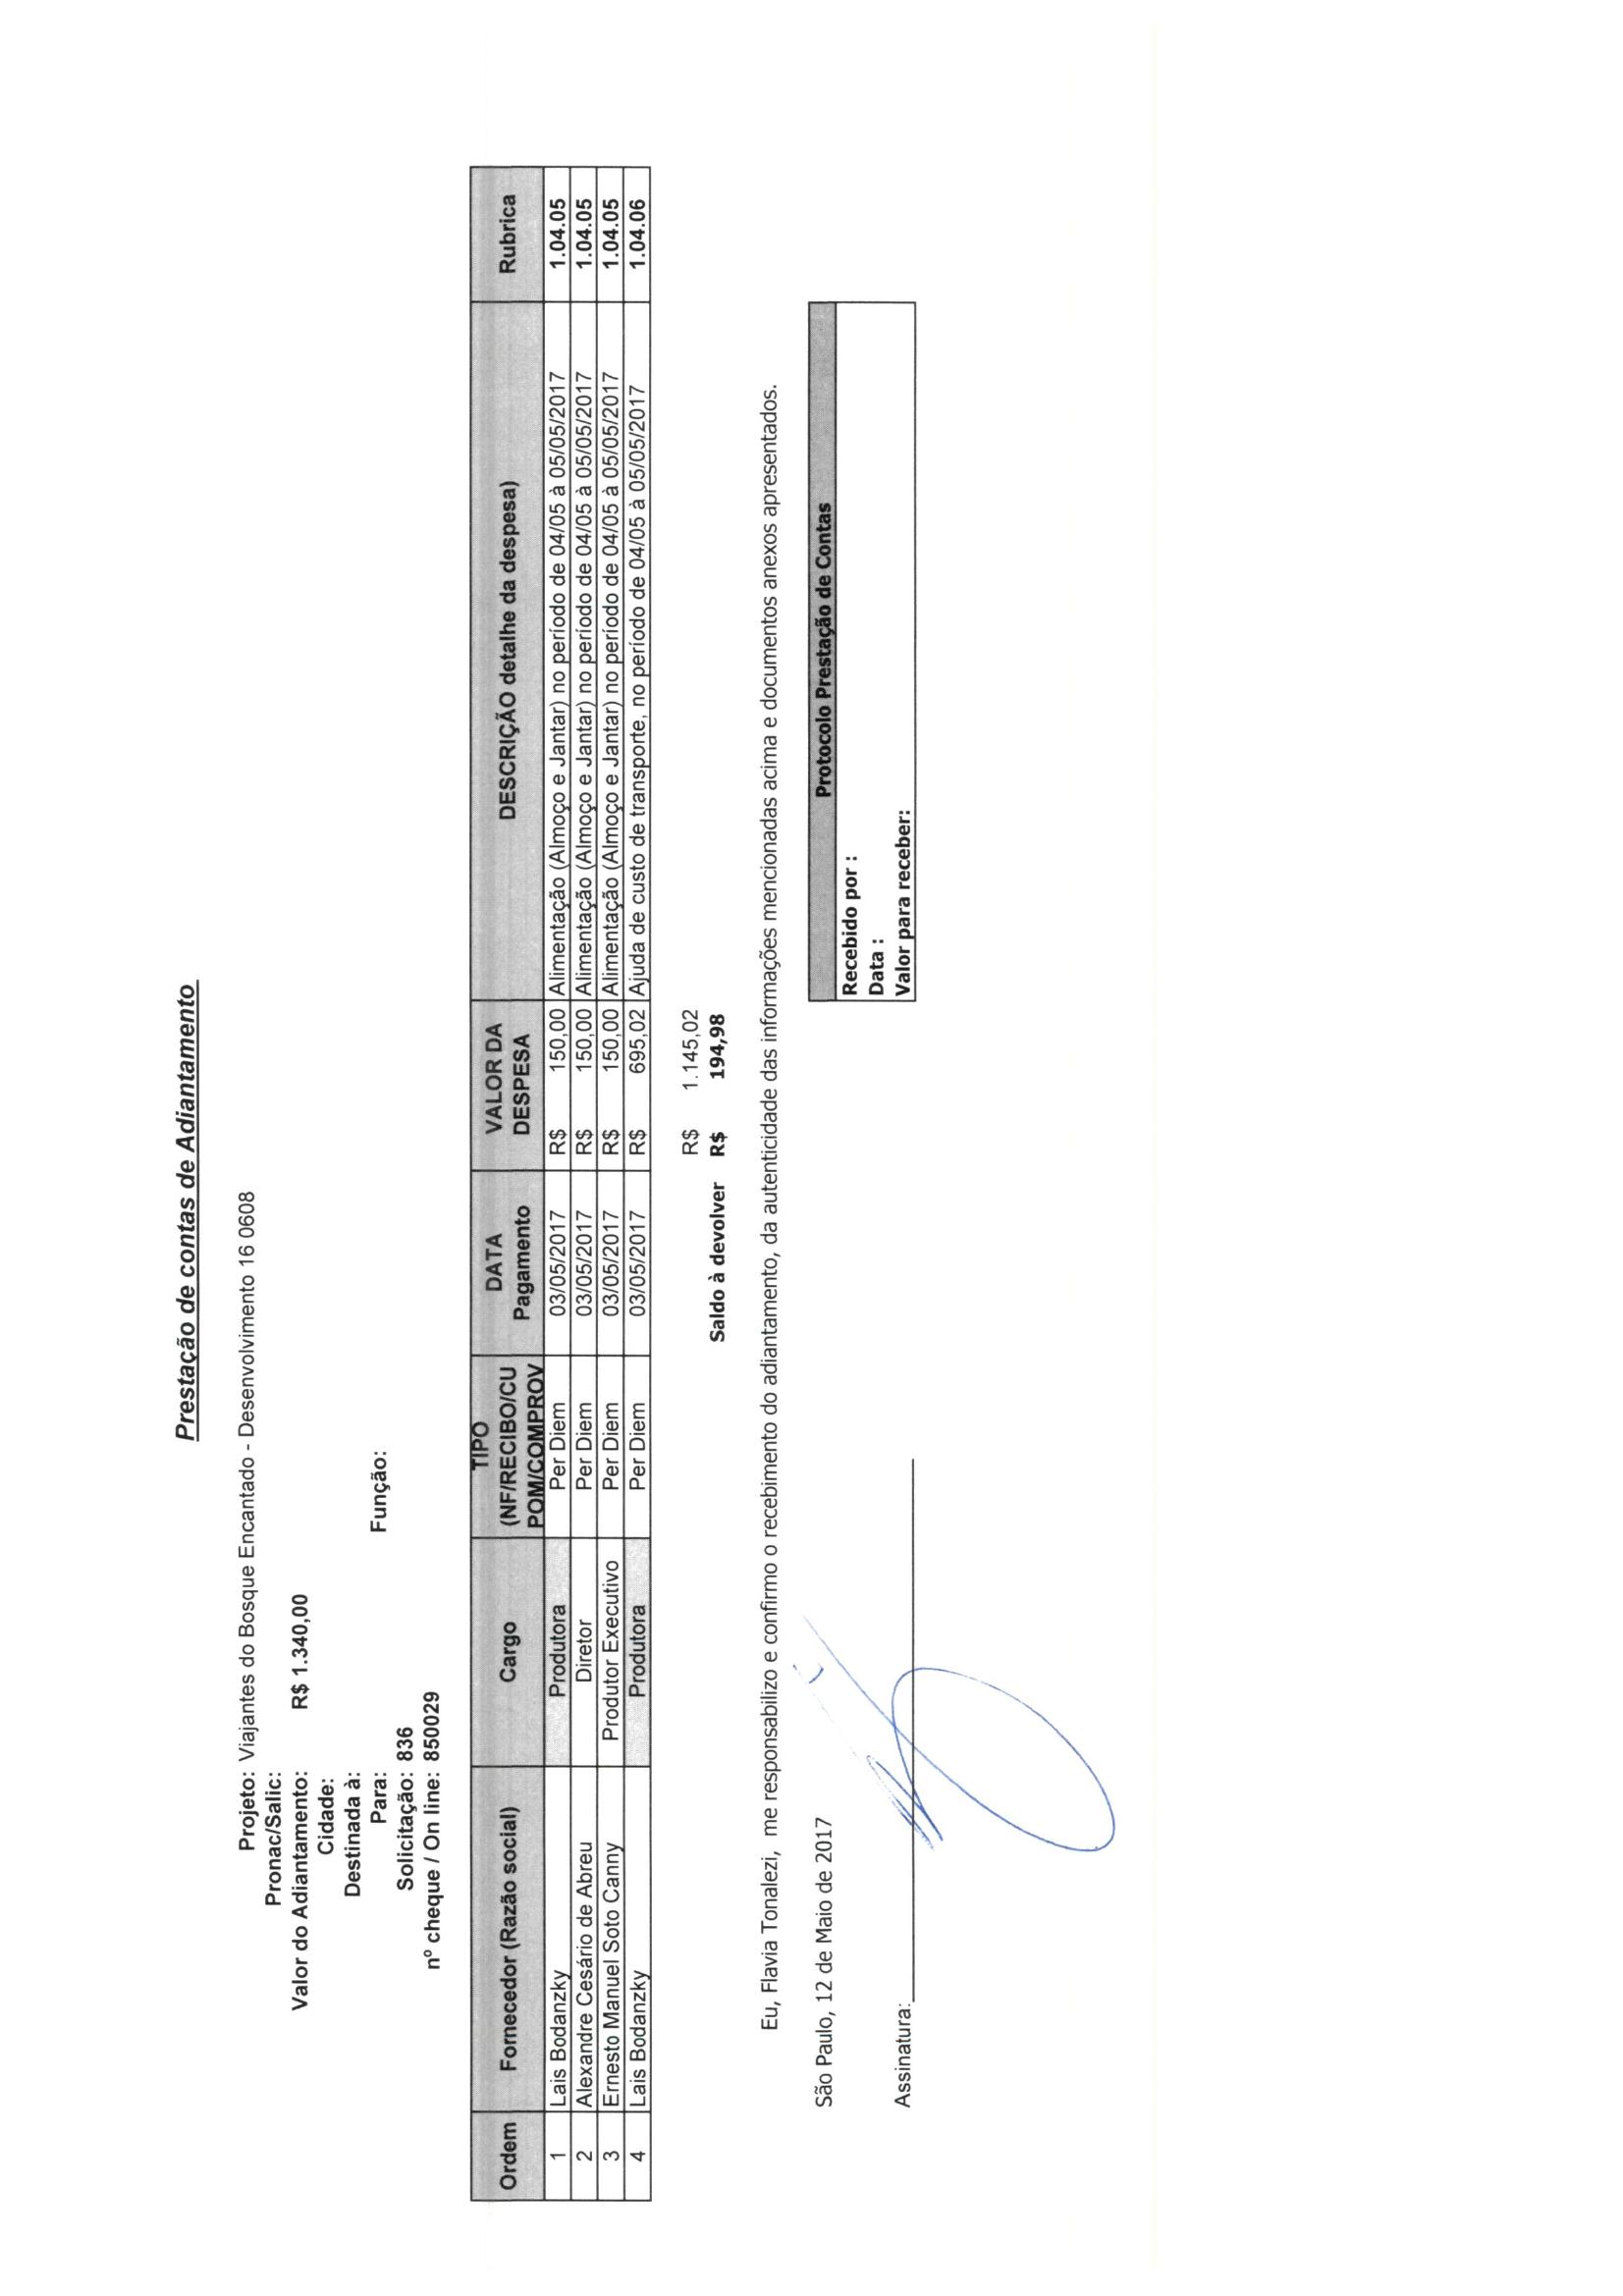 Prestação de contas de Adiantamento
Projeto: Viajantes do Bosque Encantado - Desenvolvimento 16 0608
Pronac/Salic:
Valor do Adiantamento: R$ 1.340,00
Cidade:
Destinada à:
Para: Função:
Solicitação: 836
nº cheque / On line: 850029
Ordem Fornecedor (Razão social) Cargo TIPO (NF/RECIBO/CU POM/COMPROV DATA Pagamento VALOR DA DESPESA DESCRIÇÃO detalhe da despesa) Rubrica
1 Lais Bodanzky Produtora Per Diem 03/05/2017 R$ 150,00 Alimentação (Almoço e Jantar) no período de 04/05 à 05/05/2017 1.04.05
2 Alexandre Cesário de Abreu Diretor Per Diem 03/05/2017 R$ 150,00 Alimentação (Almoço e Jantar) no período de 04/05 à 05/05/2017 1.04.05
3 Ernesto Manuel Soto Canny Produtor Executivo Per Diem 03/05/2017 R$ 150,00 Alimentação (Almoço e Jantar) no período de 04/05 à 05/05/2017 1.04.05
4 Lais Bodanzky Produtora Per Diem 03/05/2017 R$ 695,02 Ajuda de custo de transporte, no período de 04/05 à 05/05/2017 1.04.06
R$ 1.145,02
Saldo à devolver R$ 194,98
Eu, Flavia Tonalezi, me responsabilizo e confirmo o recebimento do adiantamento, da autenticidade das informações mencionadas acima e documentos anexos apresentados.
São Paulo, 12 de Maio de 2017
Assinatura:
Protocolo Prestação de Contas
Recebido por :
Data :
Valor para receber: